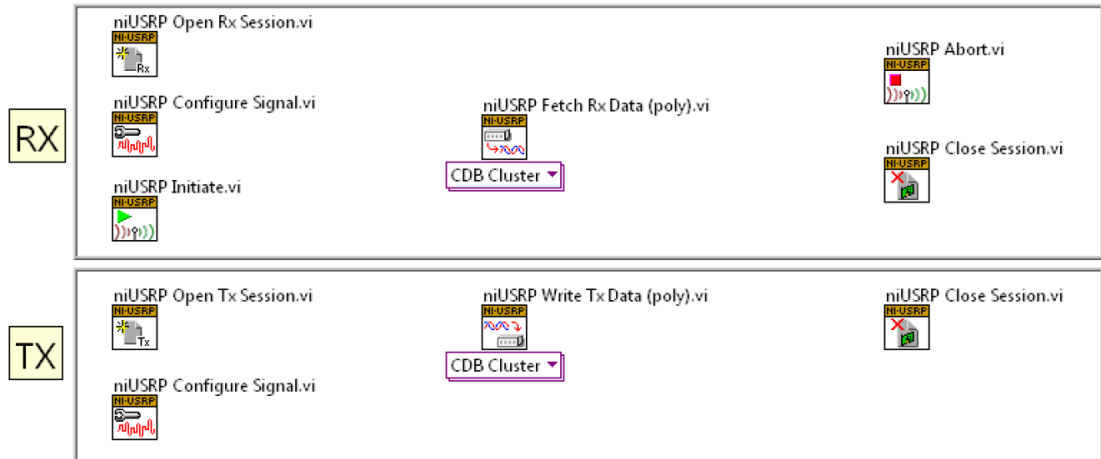 niUSRP Open Rx Session.vi
NI-USRP
Rx
niUSRP Abort.vi
NI-USRP
niUSRP Configure Signal.vi
NI-USRP
niUSRP Fetch Rx Data (poly).vi
NI-USRP
CDB Cluster
RX
niUSRP Close Session.vi
NI-USRP
niUSRP Initiate.vi
NI-USRP
niUSRP Open Tx Session.vi
NI-USRP
Tx
niUSRP Write Tx Data (poly).vi
NI-USRP
CDB Cluster
niUSRP Close Session.vi
NI-USRP
TX
niUSRP Configure Signal.vi
NI-USRP